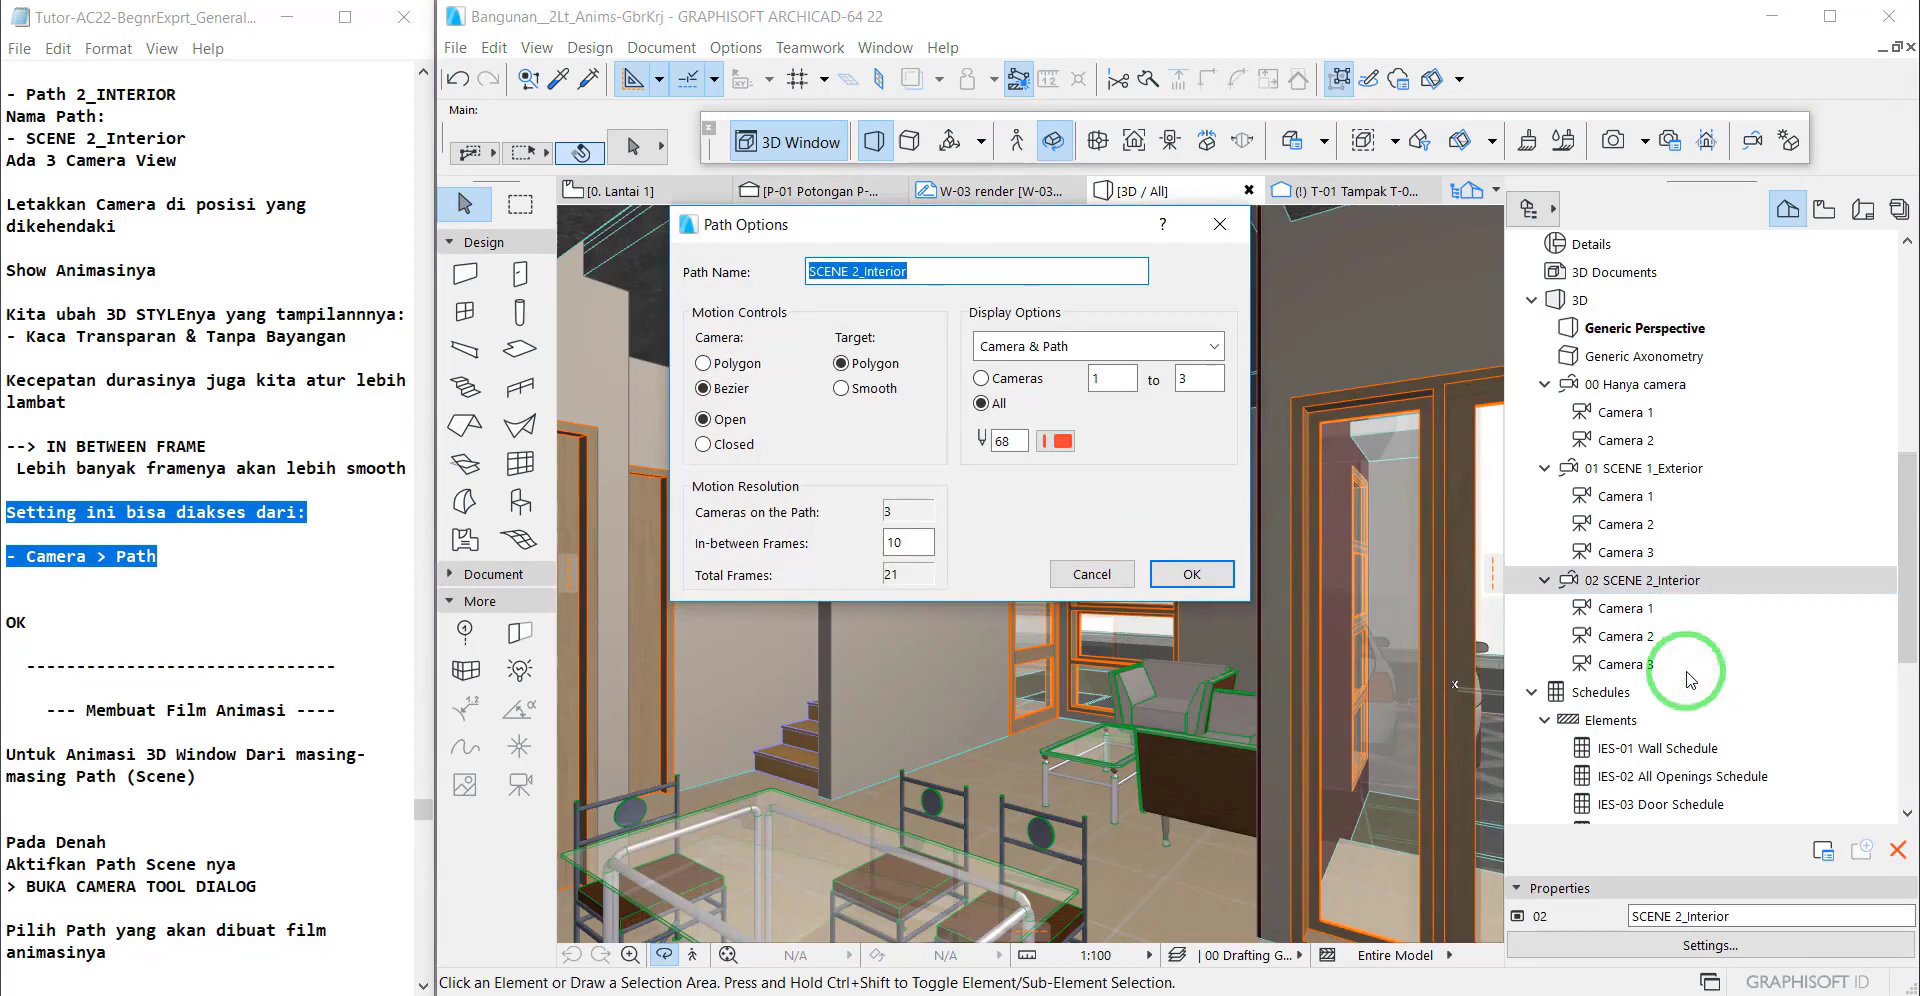 Tutor-AC22-BegnrExprt_General...
File Edit Format View Help
- Path 2_INTERIOR
Nama Path:
- SCENE 2_Interior
Ada 3 Camera View
Letakkan Camera di posisi yang
dikehendaki
Show Animasinya
Kita ubah 3D STYLEnya yang tampilannnya:
- Kaca Transparan & Tanpa Bayangan
Kecepatan durasinya juga kita atur lebih
lambat
--> IN BETWEEN FRAME
Lebih banyak framenya akan lebih smooth
Setting ini bisa diakses dari:
- Camera > Path
OK
-------------------------------
--- Membuat Film Animasi ----
Untuk Animasi 3D Window Dari masing-
masing Path (Scene)
Pada Denah
Aktifkan Path Scene nya
> BUKA CAMERA TOOL DIALOG
Pilih Path yang akan dibuat film
animasinya
Bangunan__2Lt_Anims-GbrKrj - GRAPHISOFT ARCHICAD-64 22
File Edit View Design Document Options Teamwork Window Help
Main:
3D Window
[0. Lantai 1]
[P-01 Potongan P-...
W-03 render [W-03...
[3D / All]
(!) T-01 Tampak T-0...
Design
Document
More
1.2
Path Options
?
Path Name:
SCENE 2_Interior
Motion Controls
Camera:
Polygon
Bezier
Open
Closed
Target:
Polygon
Smooth
Display Options
Camera & Path
Cameras 1 to 3
All
68
Motion Resolution
Cameras on the Path: 3
In-between Frames: 10
Total Frames: 21
Cancel
OK
Details
3D Documents
3D
Generic Perspective
Generic Axonometry
00 Hanya camera
Camera 1
Camera 2
01 SCENE 1_Exterior
Camera 1
Camera 2
Camera 3
02 SCENE 2_Interior
Camera 1
Camera 2
Camera 3
Schedules
Elements
IES-01 Wall Schedule
IES-02 All Openings Schedule
IES-03 Door Schedule
Properties
02 SCENE 2_Interior
Settings...
N/A
N/A
1:100
00 Drafting G...
Entire Model
Click an Element or Draw a Selection Area. Press and Hold Ctrl+Shift to Toggle Element/Sub-Element Selection.
GRAPHISOFT ID